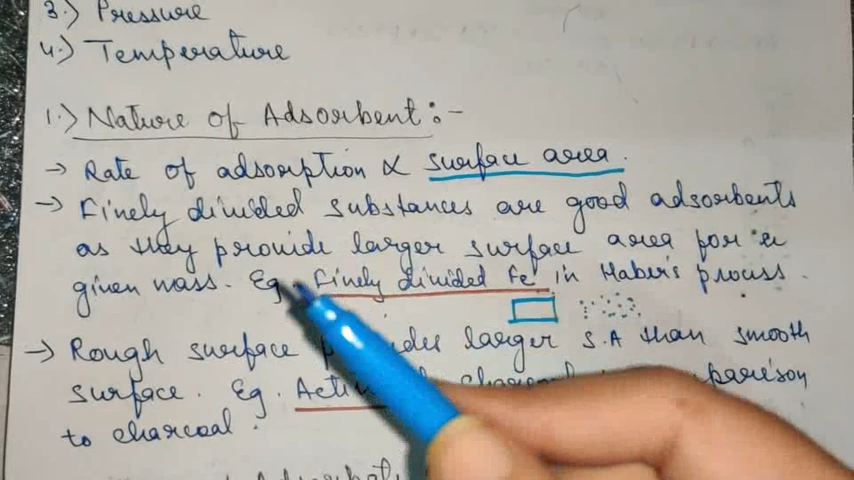 3.) Pressure
4.) Temperature
1.) Nature of Adsorbent :-
→ Rate of adsorption ∝ surface area.
→ Finely divided substances are good adsorbents
as they provide larger surface area for a
given mass. Eg. Finely divided Fe in Haber's process.
→ Rough surface larger S.A than smooth
surface. Eg. charcoal
to charcoal.